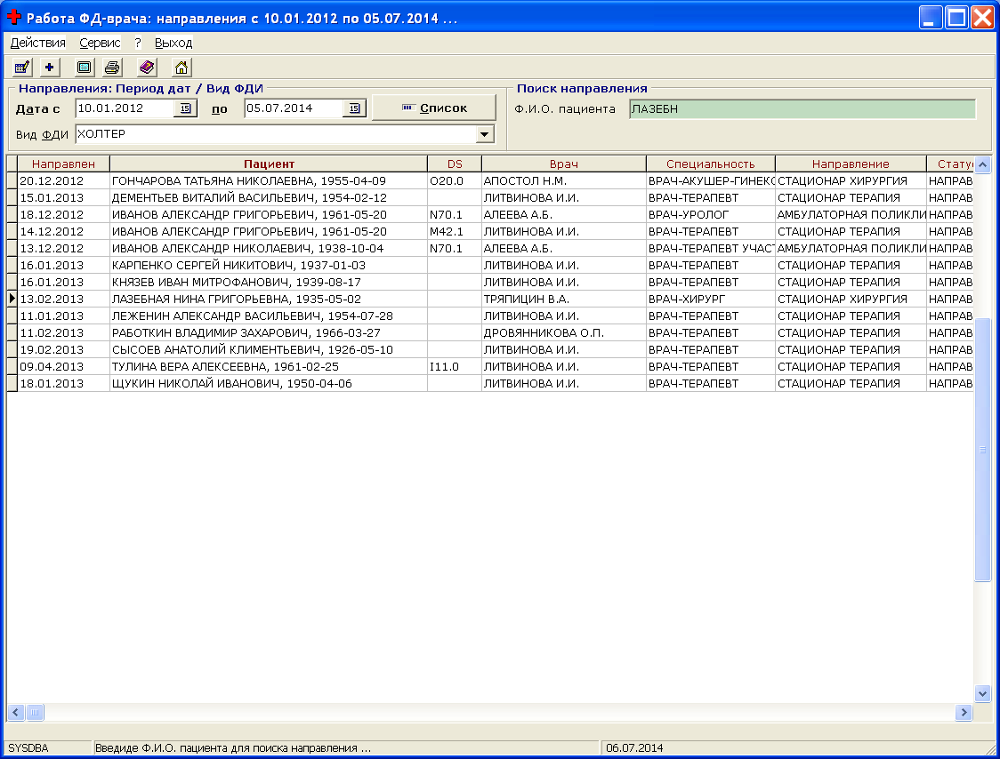 Работа ФД-врача: направления с 10.01.2012 по 05.07.2014 ...
Действия Сервис ? Выход
Направления: Период дат / Вид ФДИ
Поиск направления
Дата с 10.01.2012 15 по 05.07.2014 15 Список
Ф.И.О. пациента ЛАЗЕБН
Вид ФДИ ХОЛТЕР
Направлен Пациент DS Врач Специальность Направление Стату
20.12.2012 ГОНЧАРОВА ТАТЬЯНА НИКОЛАЕВНА, 1955-04-09 O20.0 АПОСТОЛ Н.М. ВРАЧ-АКУШЕР-ГИНЕКО СТАЦИОНАР ХИРУРГИЯ НАПРАВ
15.01.2013 ДЕМЕНТЬЕВ ВИТАЛИЙ ВАСИЛЬЕВИЧ, 1954-02-12 ЛИТВИНОВА И.И. ВРАЧ-ТЕРАПЕВТ СТАЦИОНАР ТЕРАПИЯ НАПРАВ
18.12.2012 ИВАНОВ АЛЕКСАНДР ГРИГОРЬЕВИЧ, 1961-05-20 N70.1 АЛЕЕВА А.Б. ВРАЧ-УРОЛОГ АМБУЛАТОРНАЯ ПОЛИКЛИ НАПРАВ
14.12.2012 ИВАНОВ АЛЕКСАНДР ГРИГОРЬЕВИЧ, 1961-05-20 M42.1 ЛИТВИНОВА И.И. ВРАЧ-ТЕРАПЕВТ СТАЦИОНАР ТЕРАПИЯ НАПРАВ
13.12.2012 ИВАНОВ АЛЕКСАНДР НИКОЛАЕВИЧ, 1938-10-04 N70.1 АЛЕЕВА А.Б. ВРАЧ-ТЕРАПЕВТ УЧАСТ АМБУЛАТОРНАЯ ПОЛИКЛИ НАПРАВ
16.01.2013 КАРПЕНКО СЕРГЕЙ НИКИТОВИЧ, 1937-01-03 ЛИТВИНОВА И.И. ВРАЧ-ТЕРАПЕВТ СТАЦИОНАР ТЕРАПИЯ НАПРАВ
16.01.2013 КНЯЗЕВ ИВАН МИТРОФАНОВИЧ, 1939-08-17 ЛИТВИНОВА И.И. ВРАЧ-ТЕРАПЕВТ СТАЦИОНАР ТЕРАПИЯ НАПРАВ
13.02.2013 ЛАЗЕБНАЯ НИНА ГРИГОРЬЕВНА, 1935-05-02 ТРЯПИЦИН В.А. ВРАЧ-ХИРУРГ СТАЦИОНАР ХИРУРГИЯ НАПРАВ
11.01.2013 ЛЕЖЕНИН АЛЕКСАНДР ВАСИЛЬЕВИЧ, 1954-07-28 ЛИТВИНОВА И.И. ВРАЧ-ТЕРАПЕВТ СТАЦИОНАР ТЕРАПИЯ НАПРАВ
11.02.2013 РАБОТКИН ВЛАДИМИР ЗАХАРОВИЧ, 1966-03-27 ДРОВЯННИКОВА О.П. ВРАЧ-ТЕРАПЕВТ СТАЦИОНАР ТЕРАПИЯ НАПРАВ
19.02.2013 СЫСОЕВ АНАТОЛИЙ КЛИМЕНТЬЕВИЧ, 1926-05-10 ЛИТВИНОВА И.И. ВРАЧ-ТЕРАПЕВТ СТАЦИОНАР ТЕРАПИЯ НАПРАВ
09.04.2013 ТУЛИНА ВЕРА АЛЕКСЕЕВНА, 1961-02-25 I11.0 ЛИТВИНОВА И.И. ВРАЧ-ТЕРАПЕВТ СТАЦИОНАР ТЕРАПИЯ НАПРАВ
18.01.2013 ЩУКИН НИКОЛАЙ ИВАНОВИЧ, 1950-04-06 ЛИТВИНОВА И.И. ВРАЧ-ТЕРАПЕВТ СТАЦИОНАР ТЕРАПИЯ НАПРАВ
SYSDBA Введиде Ф.И.О. пациента для поиска направления ... 06.07.2014